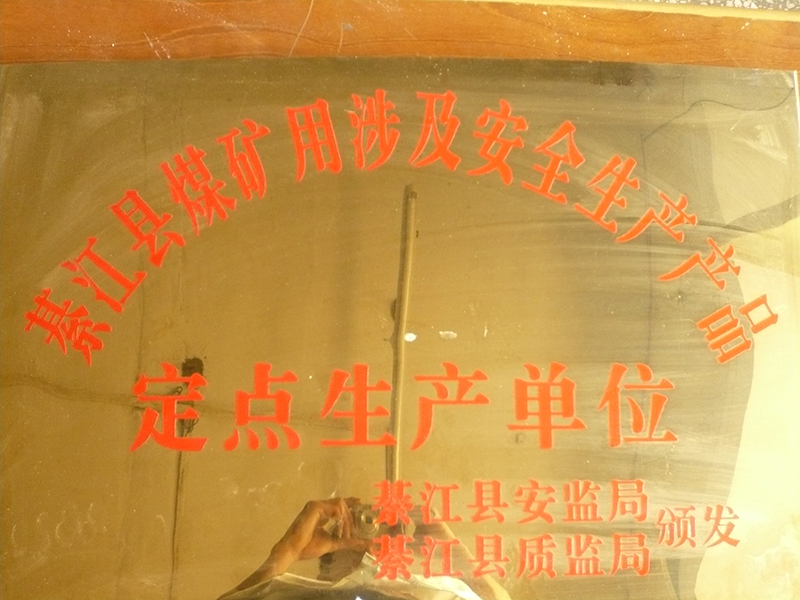 綦江县煤矿用涉及安全生产产品
定点生产单位
綦江县安监局
綦江县质监局
颁发